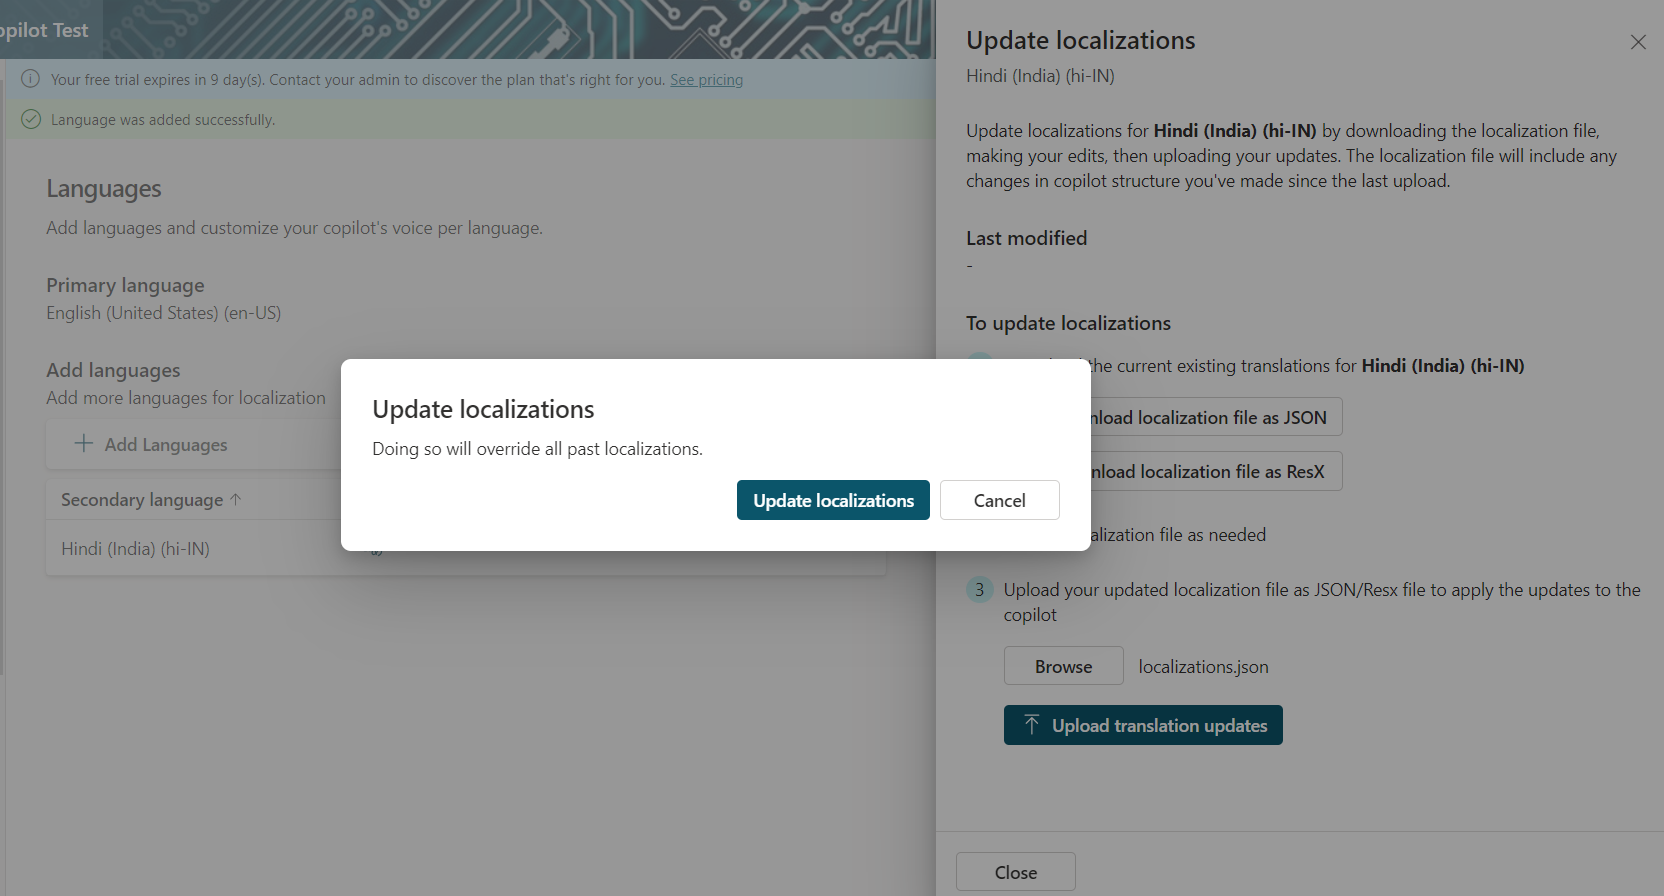 opilot Test
Your free trial expires in 9 day(s). Contact your admin to discover the plan that's right for you. See pricing
Language was added successfully.
Languages
Add languages and customize your copilot's voice per language.
Primary language
English (United States) (en-US)
Add languages
Add more languages for localization
Add Languages
Secondary language
Hindi (India) (hi-IN)
Update localizations
Doing so will override all past localizations.
Update localizations
Cancel
Update localizations
Hindi (India) (hi-IN)
Update localizations for Hindi (India) (hi-IN) by downloading the localization file,
making your edits, then uploading your updates. The localization file will include any
changes in copilot structure you've made since the last upload.
Last modified
-
To update localizations
the current existing translations for Hindi (India) (hi-IN)
nload localization file as JSON
nload localization file as ResX
alization file as needed
3 Upload your updated localization file as JSON/Resx file to apply the updates to the
copilot
Browse localizations.json
Upload translation updates
Close